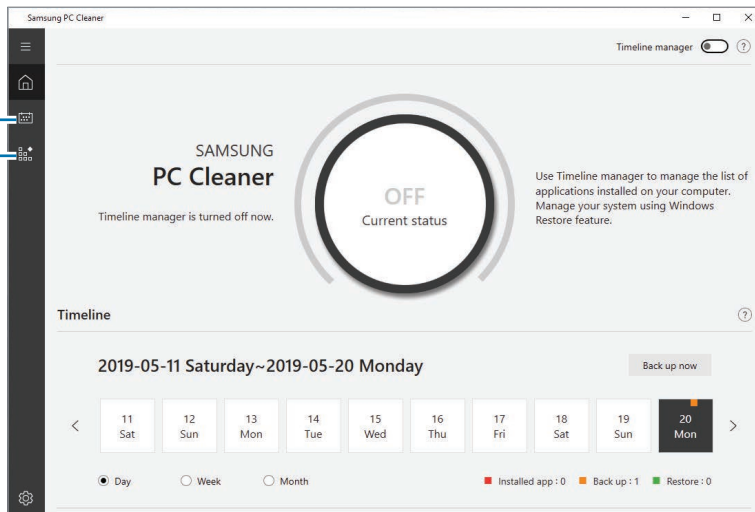 Samsung PC Cleaner
Timeline manager ?
SAMSUNG
PC Cleaner
Timeline manager is turned off now.
OFF
Current status
Use Timeline manager to manage the list of
applications installed on your computer.
Manage your system using Windows
Restore feature.
Timeline ?
2019-05-11 Saturday~2019-05-20 Monday
Back up now
11 12 13 14 15 16 17 18 19 20
Sat Sun Mon Tue Wed Thu Fri Sat Sun Mon
Day Week Month Installed app : 0 Back up : 1 Restore : 0